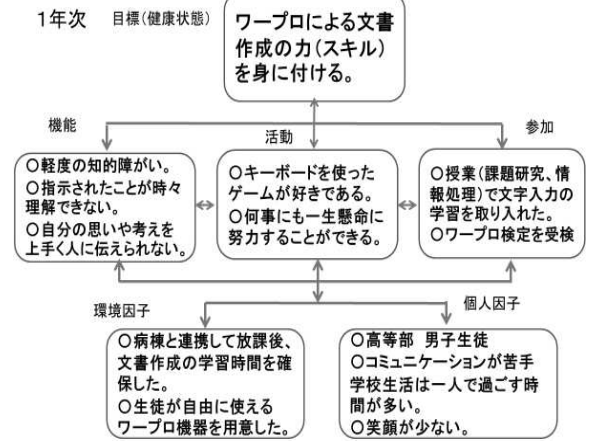 1年次 目標(健康状態)
ワープロによる文書
作成の力(スキル)
を身に付ける。
機能
活動
参加
○軽度の知的障がい。
○指示されたことが時々
理解できない。
○自分の思いや考えを
上手く人に伝えられない。
○キーボードを使った
ゲームが好きである。
○何事にも一生懸命に
努力することができる。
○授業(課題研究、情
報処理)で文字入力の
学習を取り入れた。
○ワープロ検定を受検
環境因子
個人因子
○病棟と連携して放課後、
文書作成の学習時間を確
保した。
○生徒が自由に使える
ワープロ機器を用意した。
○高等部 男子生徒
○コミュニケーションが苦手
学校生活は一人で過ごす時
間が多い。
○笑顔が少ない。